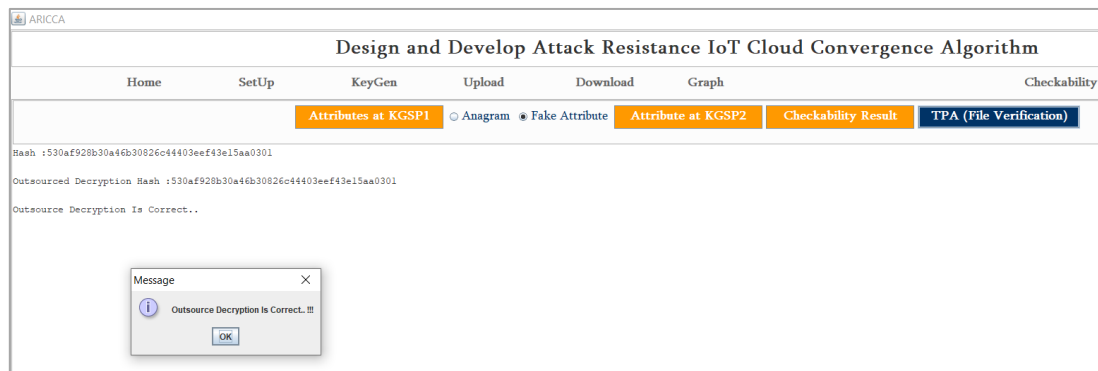 ARICCA
Design and Develop Attack Resistance IoT Cloud Convergence Algorithm
Home SetUp KeyGen Upload Download Graph Checkability
Attributes at KGSP1 Anagram Fake Attribute Attribute at KGSP2 Checkability Result TPA (File Verification)
Hash :530af928b30a46b30826c44403eef43e15aa0301
Outsourced Decryption Hash :530af928b30a46b30826c44403eef43e15aa0301
Outsource Decryption Is Correct..
Message
Outsource Decryption Is Correct.. !!!
OK